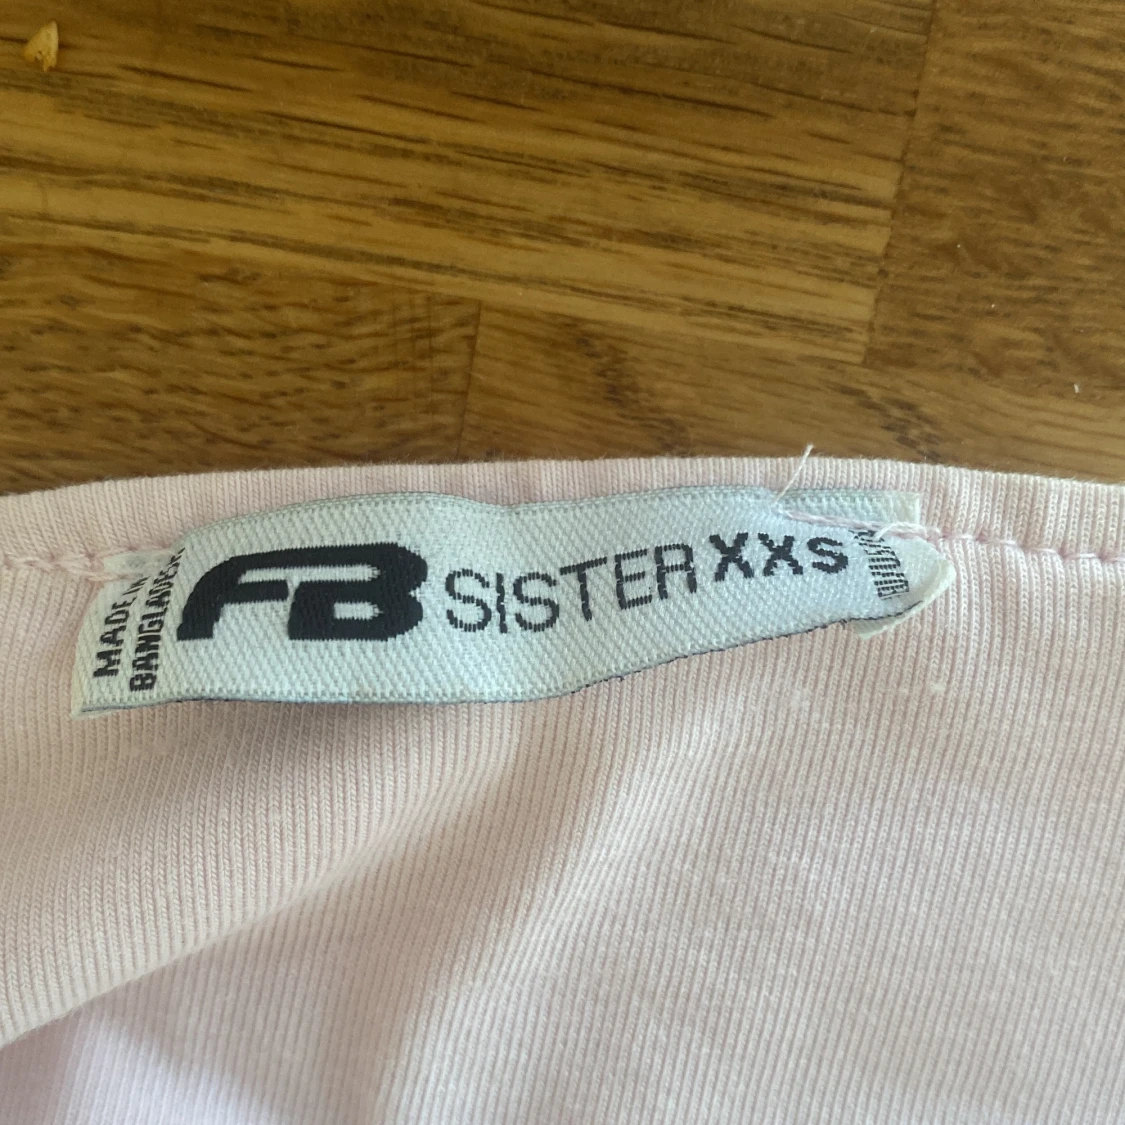 MADE IN
BANGLADESH
FB SISTER XXS